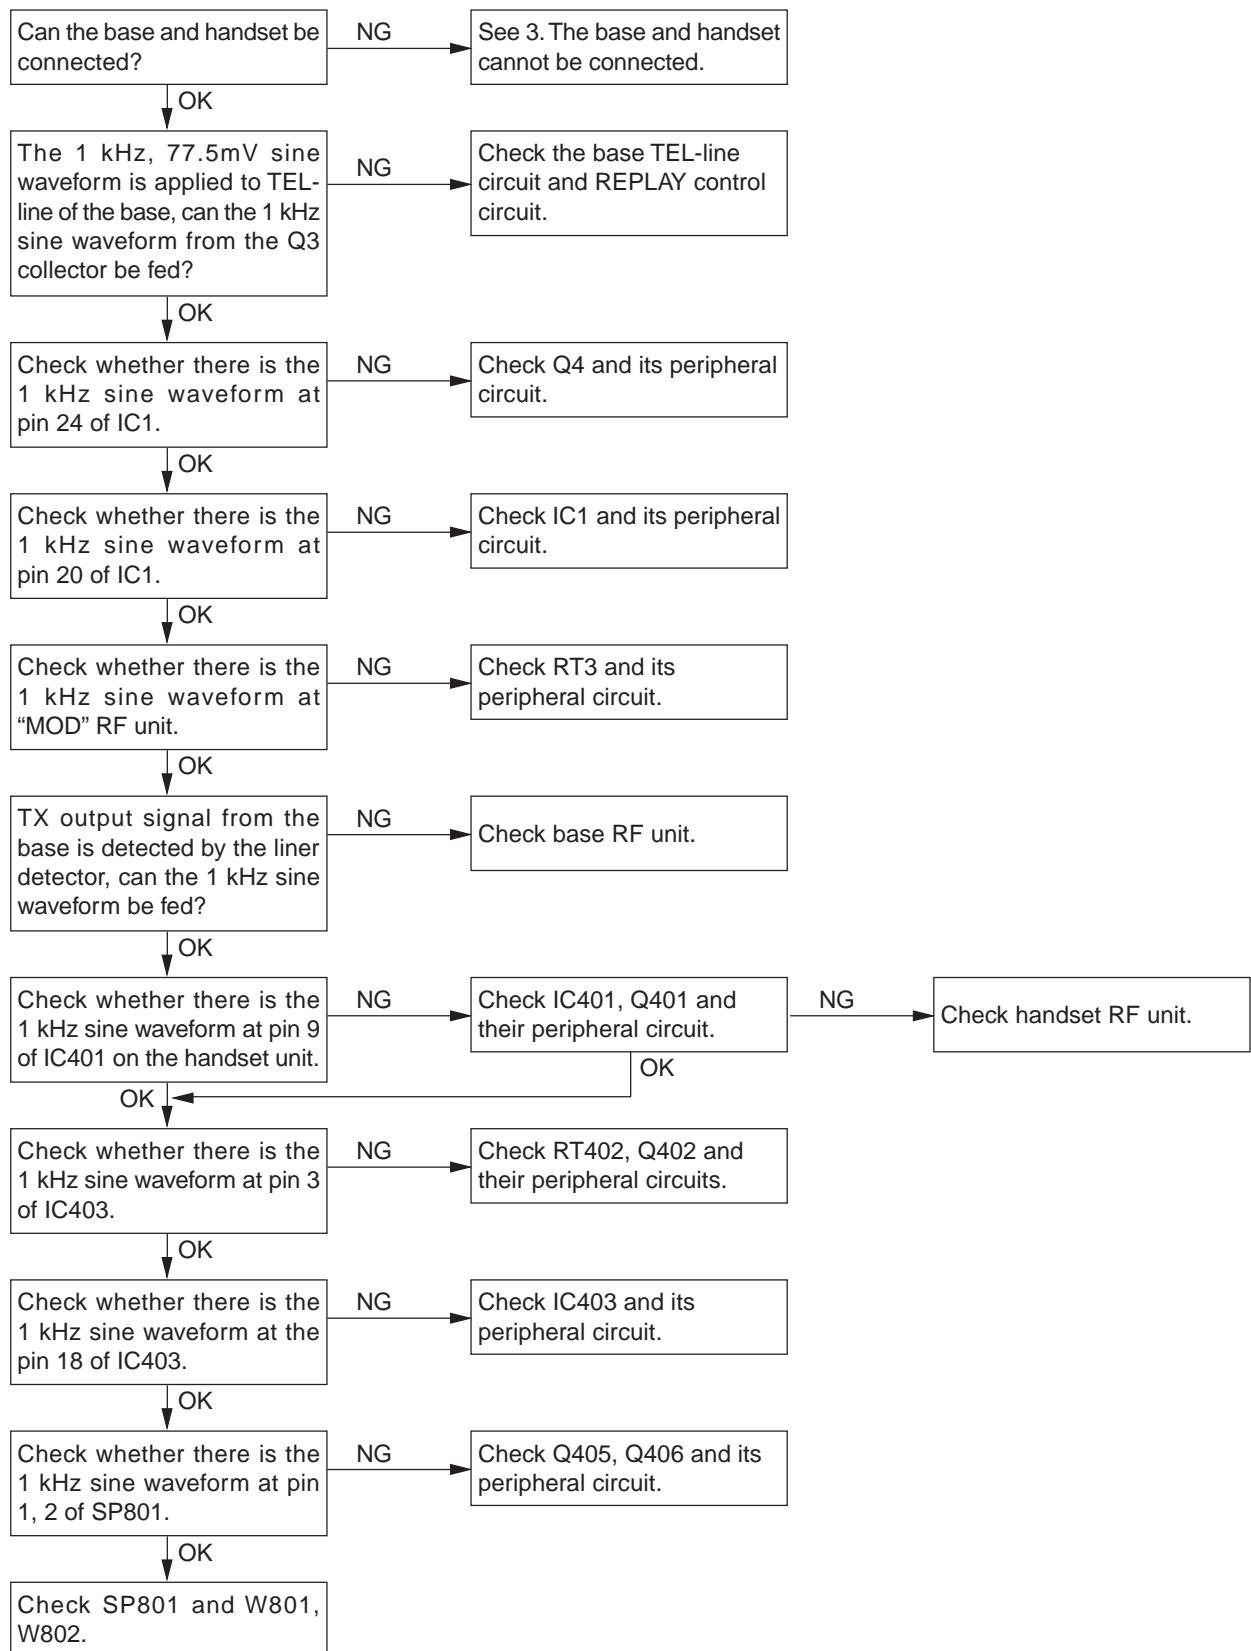 Can the base and handset be
connected?
NG
See 3. The base and handset
cannot be connected.
OK
The 1 kHz, 77.5mV sine
waveform is applied to TEL-
line of the base, can the 1 kHz
sine waveform from the Q3
collector be fed?
NG
Check the base TEL-line
circuit and REPLAY control
circuit.
OK
Check whether there is the
1 kHz sine waveform at
pin 24 of IC1.
NG
Check Q4 and its peripheral
circuit.
OK
Check whether there is the
1 kHz sine waveform at
pin 20 of IC1.
NG
Check IC1 and its peripheral
circuit.
OK
Check whether there is the
1 kHz sine waveform at
“MOD” RF unit.
NG
Check RT3 and its
peripheral circuit.
OK
TX output signal from the
base is detected by the liner
detector, can the 1 kHz sine
waveform be fed?
NG
Check base RF unit.
OK
Check whether there is the
1 kHz sine waveform at pin 9
of IC401 on the handset unit.
NG
Check IC401, Q401 and
their peripheral circuit.
NG
Check handset RF unit.
OK
OK
Check whether there is the
1 kHz sine waveform at pin 3
of IC403.
NG
Check RT402, Q402 and
their peripheral circuits.
OK
Check whether there is the
1 kHz sine waveform at the
pin 18 of IC403.
NG
Check IC403 and its
peripheral circuit.
OK
Check whether there is the
1 kHz sine waveform at pin
1, 2 of SP801.
NG
Check Q405, Q406 and its
peripheral circuit.
OK
Check SP801 and W801,
W802.